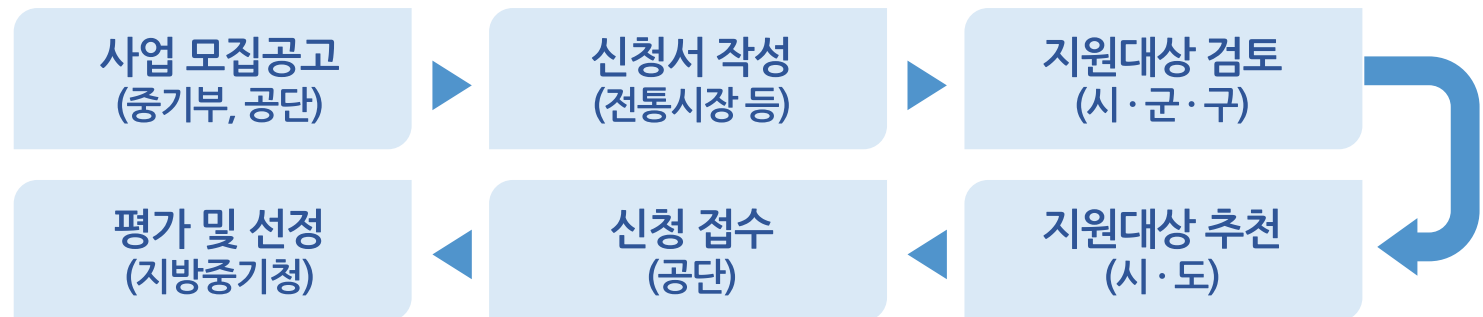 사업 모집공고
(중기부, 공단)
신청서 작성
(전통시장 등)
지원대상 검토
(시 · 군 · 구)
지원대상 추천
(시 · 도)
신청 접수
(공단)
평가 및 선정
(지방중기청)